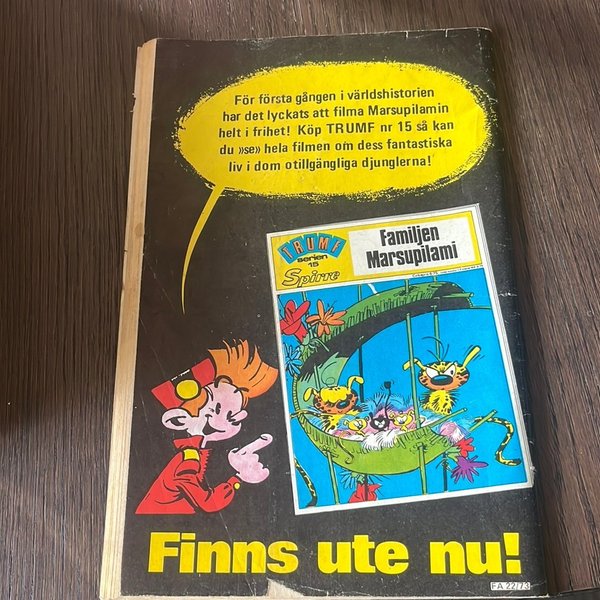 För första gången i världshistorien
har det lyckats att filma Marsupilamin
helt i frihet! Köp TRUMF nr 15 så kan
du »se» hela filmen om dess fantastiska
liv i dom otillgängliga djunglerna!
TRUMF
serien
15
Spirre
Familjen
Marsupilami
Finns ute nu!
FA 22/73